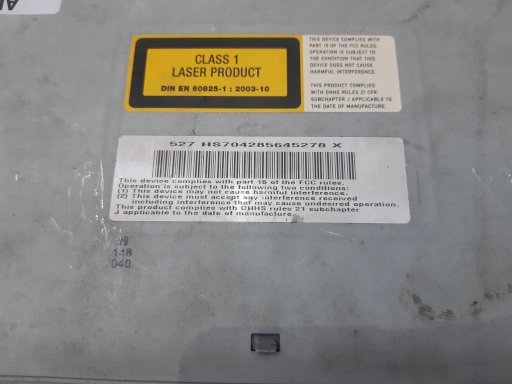 CLASS 1
LASER PRODUCT
DIN EN 60825-1 : 2003-10
THIS DEVICE COMPLIES WITH
PART 15 OF THE FCC RULES.
OPERATION IS SUBJECT TO
THE CONDITION THAT THIS
DEVICE DOES NOT CAUSE
HARMFUL INTERFERENCE.
THIS PRODUCT COMPLIES
WITH DHHS RULES 21 CFR
SUBCHAPTER J APPLICABLE TO
THE DATE OF MANUFACTURE.
527 HS704285645278 X
This device complies with part 15 of the FCC rules.
Operation is subject to the following two conditions:
(1) This device may not cause harmful interference.
(2) This device must accept any interference received
including interference that may cause undesired operation.
This product complies with DHHS rules 21 subchapter
J applicable to the date of manufacture.
148
040